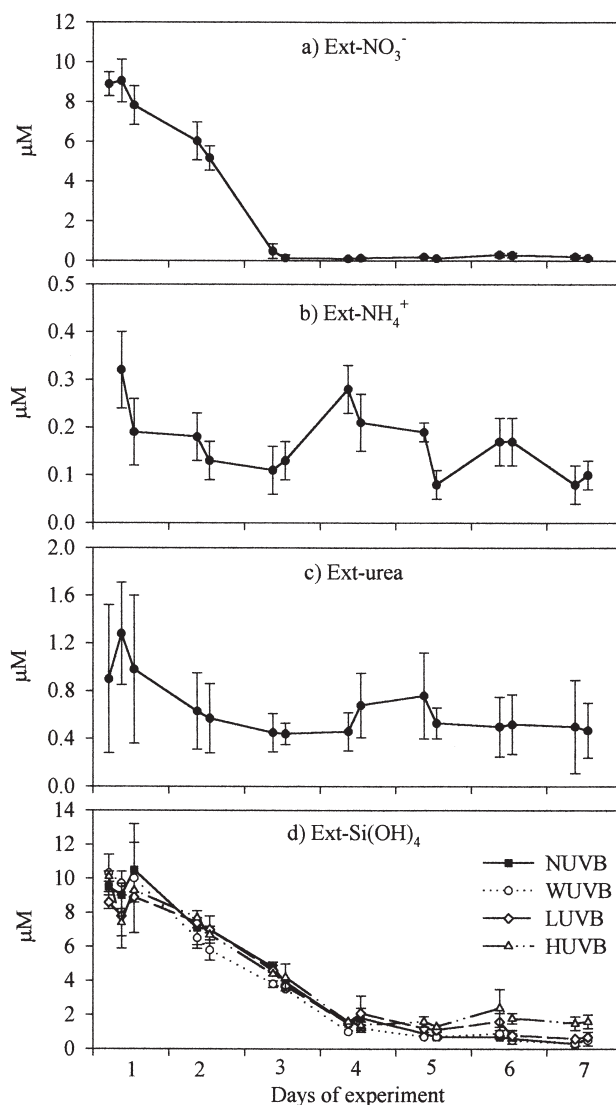 12
10
8
6
4
2
0
μM
a) Ext-NO₃⁻
0.5
0.4
0.3
0.2
0.1
0.0
μM
b) Ext-NH₄⁺
2.0
1.6
1.2
0.8
0.4
0.0
μM
c) Ext-urea
14
12
10
8
6
4
2
0
μM
d) Ext-Si(OH)₄
NUVB
WUVB
LUVB
HUVB
1 2 3 4 5 6 7
Days of experiment